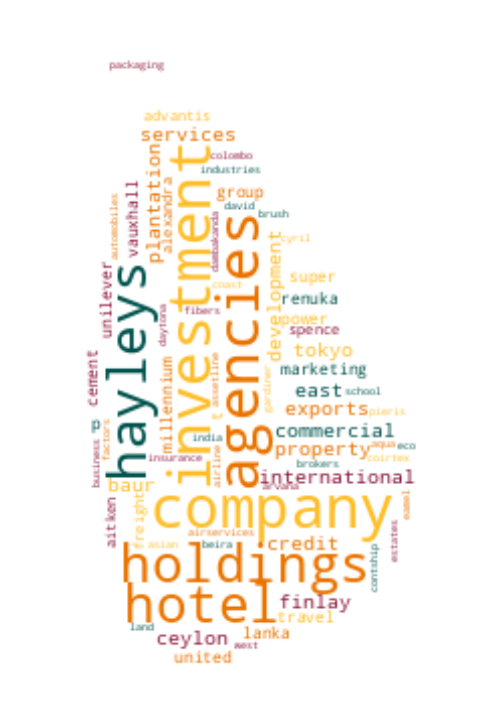 packaging
advantis
services
colombo
industries
plantation
investment
group
david
brush
alexandra
vauxhall
automobiles
dambakanda
agencies
cyril
development
coast
super
renuka
hayleys
unilever
fibers
power
spence
daytona
tokyo
cement
millennium
assetline
marketing
gardiner
east
school
exports
pieris
p
factors
t
commercial
india
property
aqua
eco
business
insurance
airline
brokers
coirtex
baur
international
arvana
company
eamel
aitken
freight
airservices
asian
beira
credit
estates
holdings
contship
hotel
finlay
travel
land
ceylon
lanka
west
united